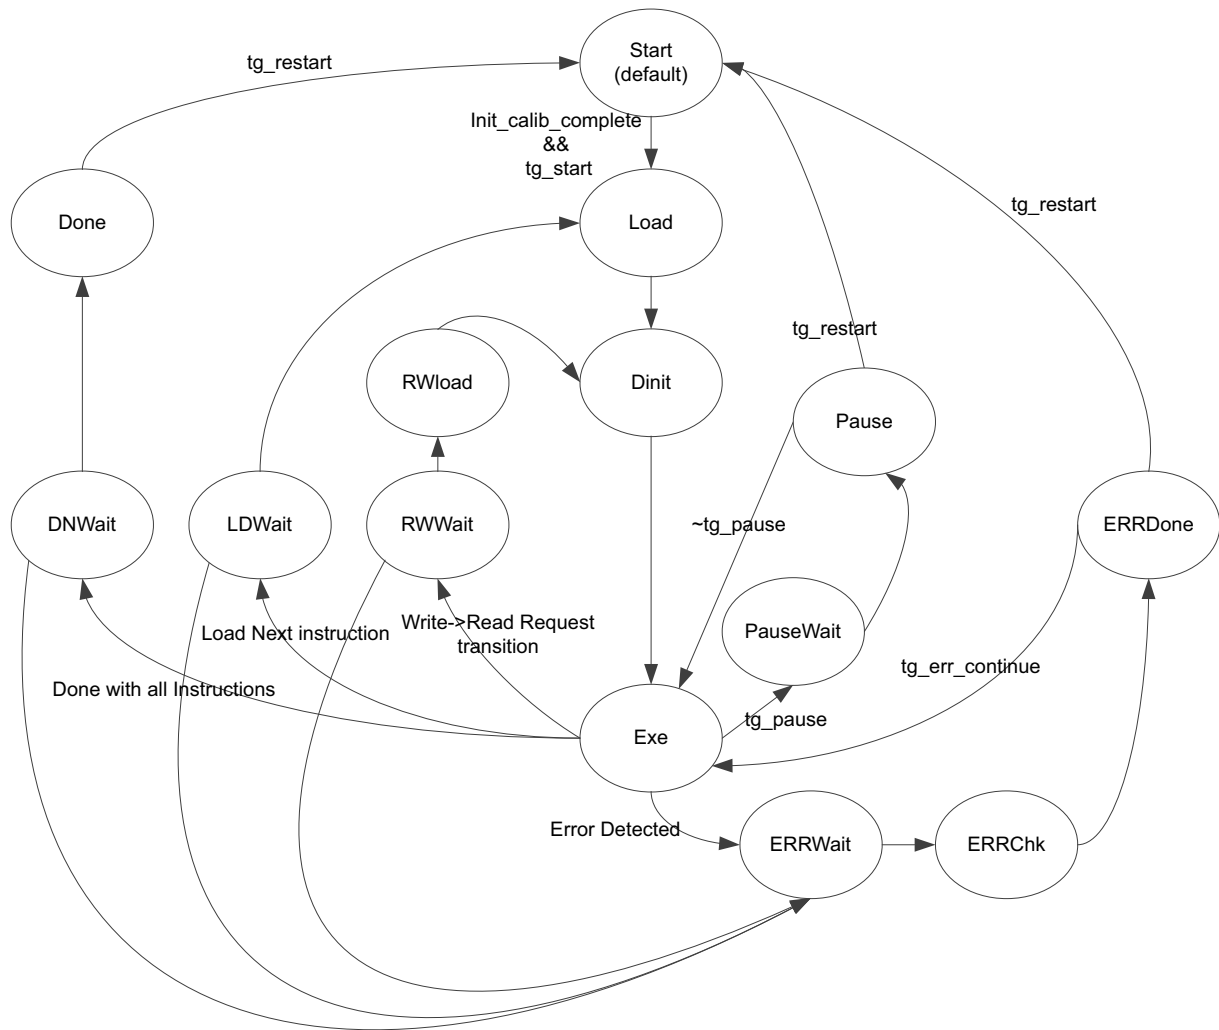 Start
(default)
tg_restart
Init_calib_complete
&&
tg_start
tg_restart
Done
Load
tg_restart
RWload
Dinit
Pause
DNWait
LDWait
RWWait
~tg_pause
ERRDone
Load Next instruction
Write->Read Request
transition
PauseWait
Done with all Instructions
tg_err_continue
Exe
tg_pause
Error Detected
ERRWait
ERRChk